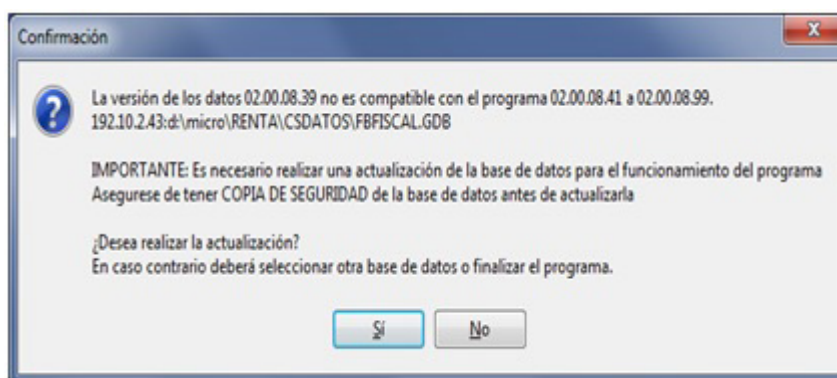 Confirmación
La versión de los datos 02.00.08.39 no es compatible con el programa 02.00.08.41 a 02.00.08.99.
192.10.2.43:d:\micro\RENTA\CSDATOS\FBFISCAL.GDB
IMPORTANTE: Es necesario realizar una actualización de la base de datos para el funcionamiento del programa
Asegurese de tener COPIA DE SEGURIDAD de la base de datos antes de actualizarla
¿Desea realizar la actualización?
En caso contrario deberá seleccionar otra base de datos o finalizar el programa.
Sí No